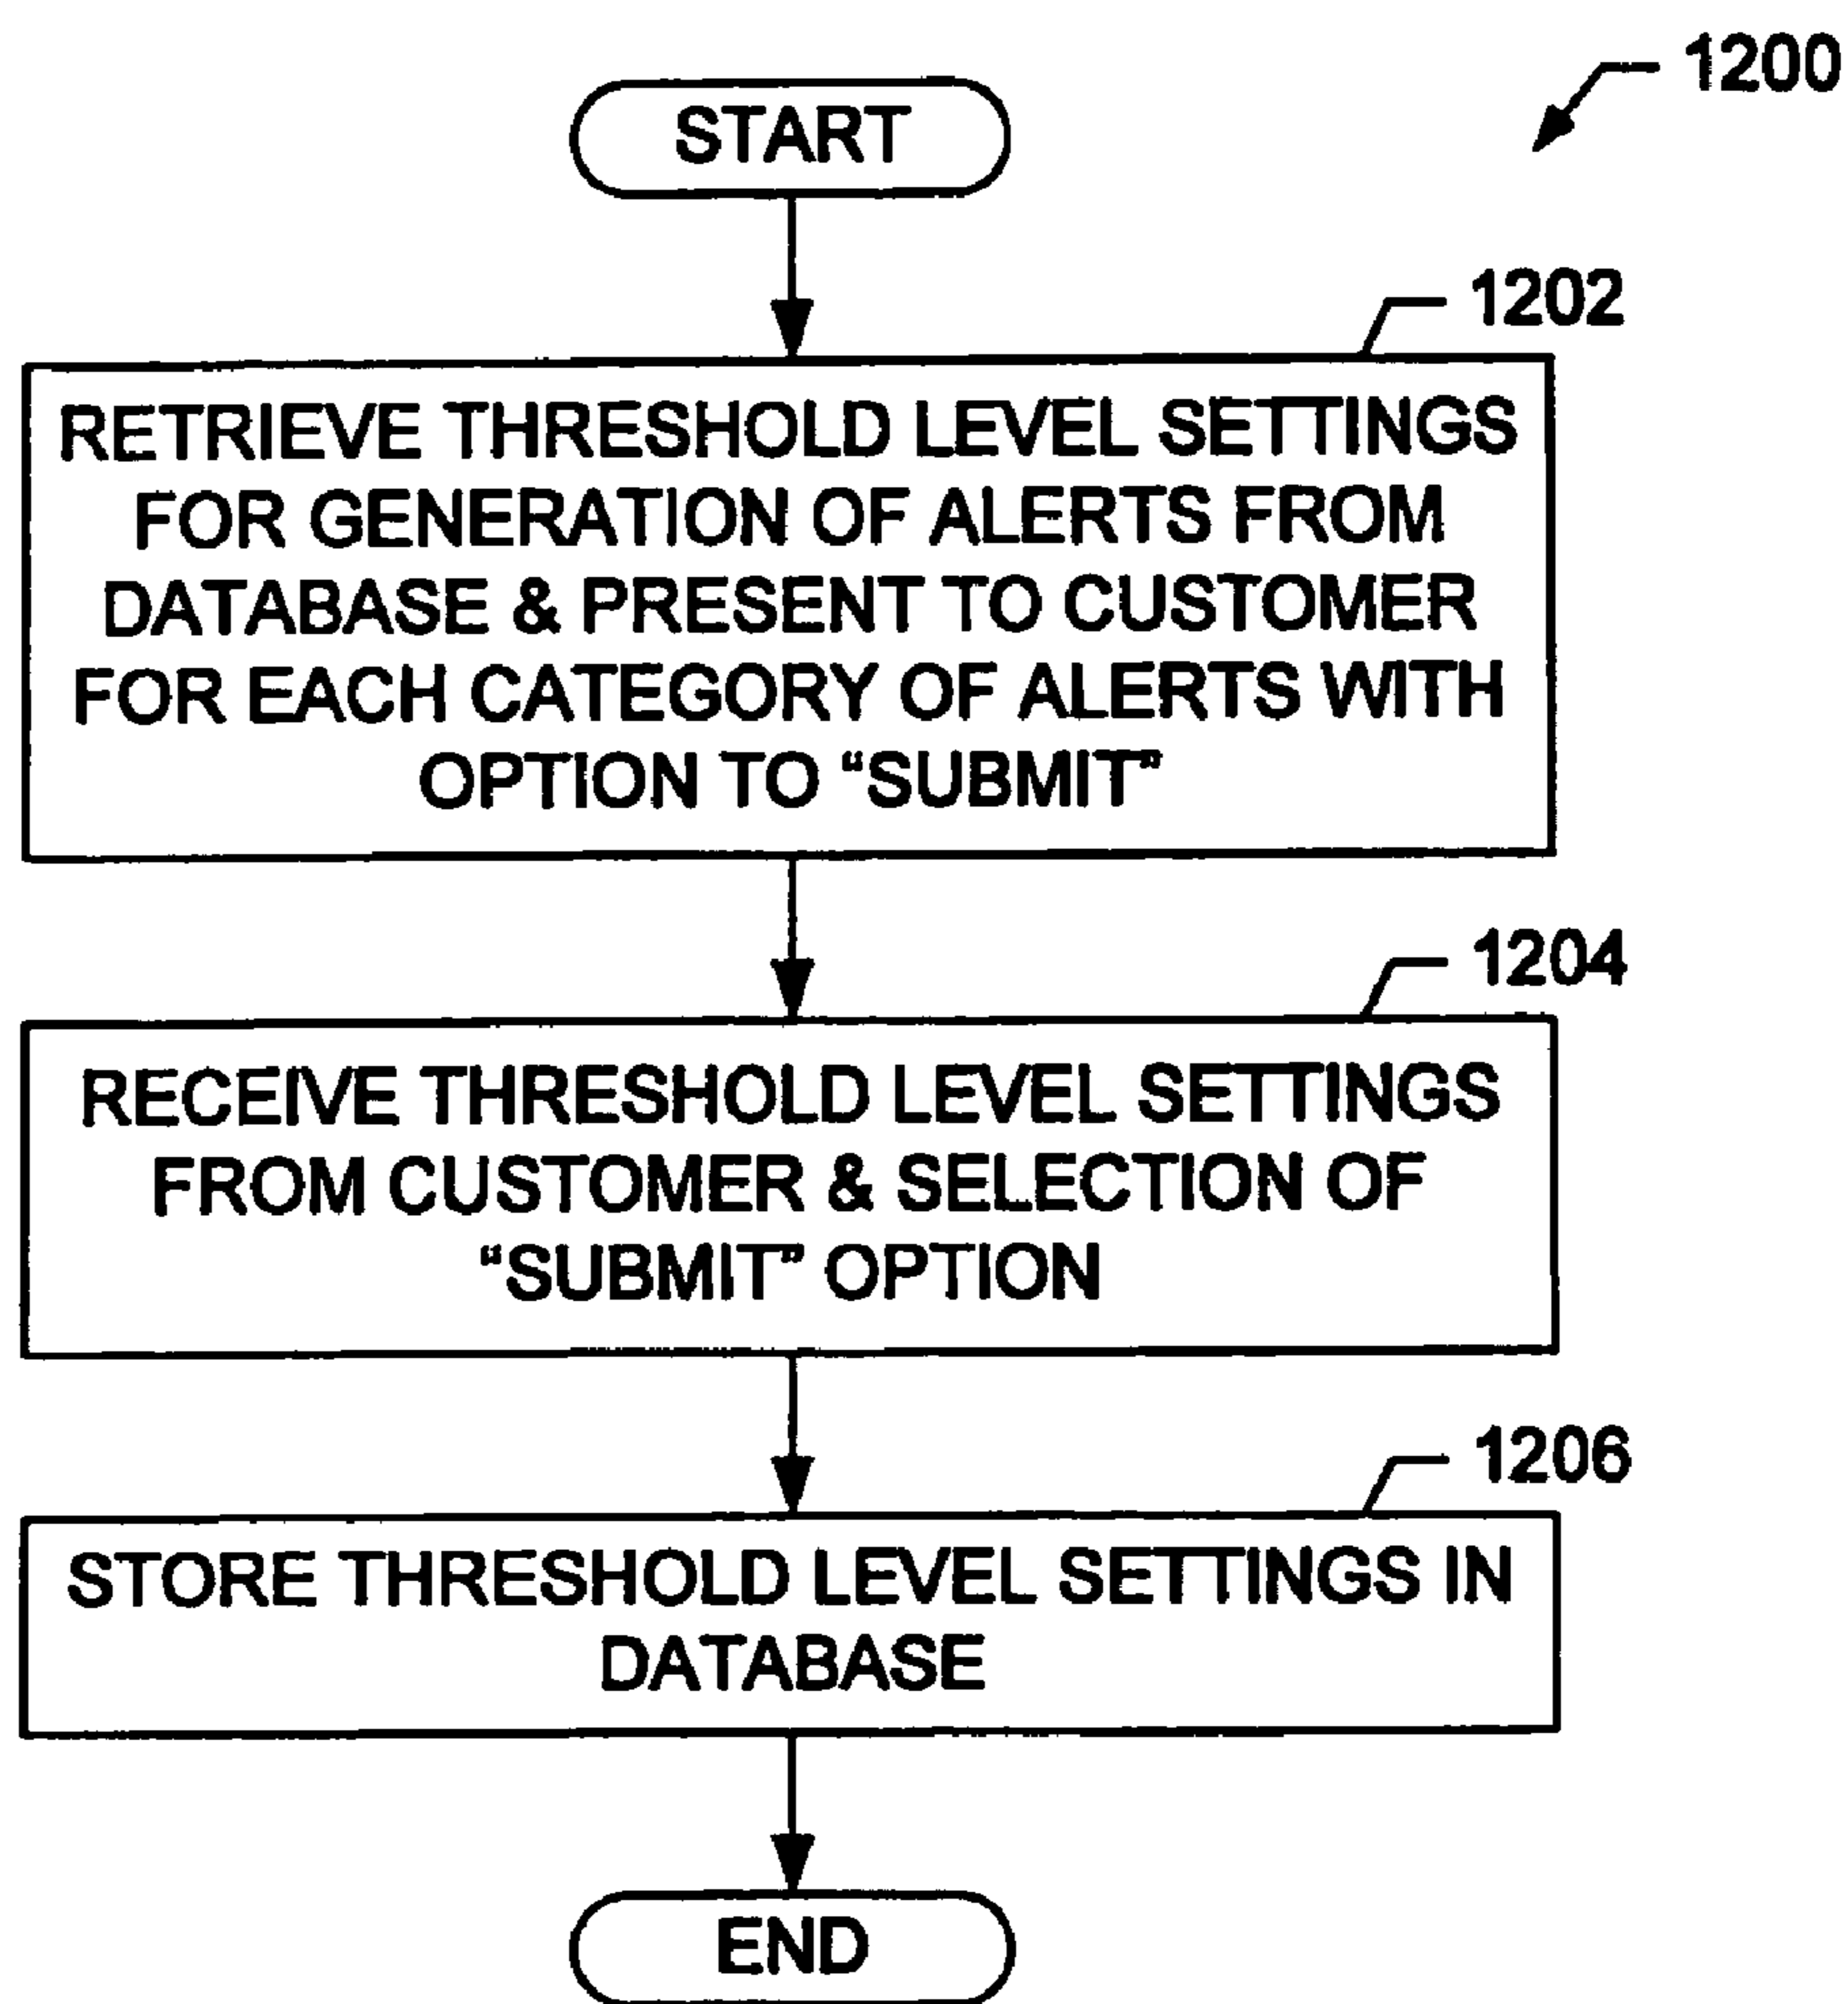 1200
START
1202
RETRIEVE THRESHOLD LEVEL SETTINGS
FOR GENERATION OF ALERTS FROM
DATABASE & PRESENT TO CUSTOMER
FOR EACH CATEGORY OF ALERTS WITH
OPTION TO “SUBMIT”
1204
RECEIVE THRESHOLD LEVEL SETTINGS
FROM CUSTOMER & SELECTION OF
“SUBMIT” OPTION
1206
STORE THRESHOLD LEVEL SETTINGS IN
DATABASE
END